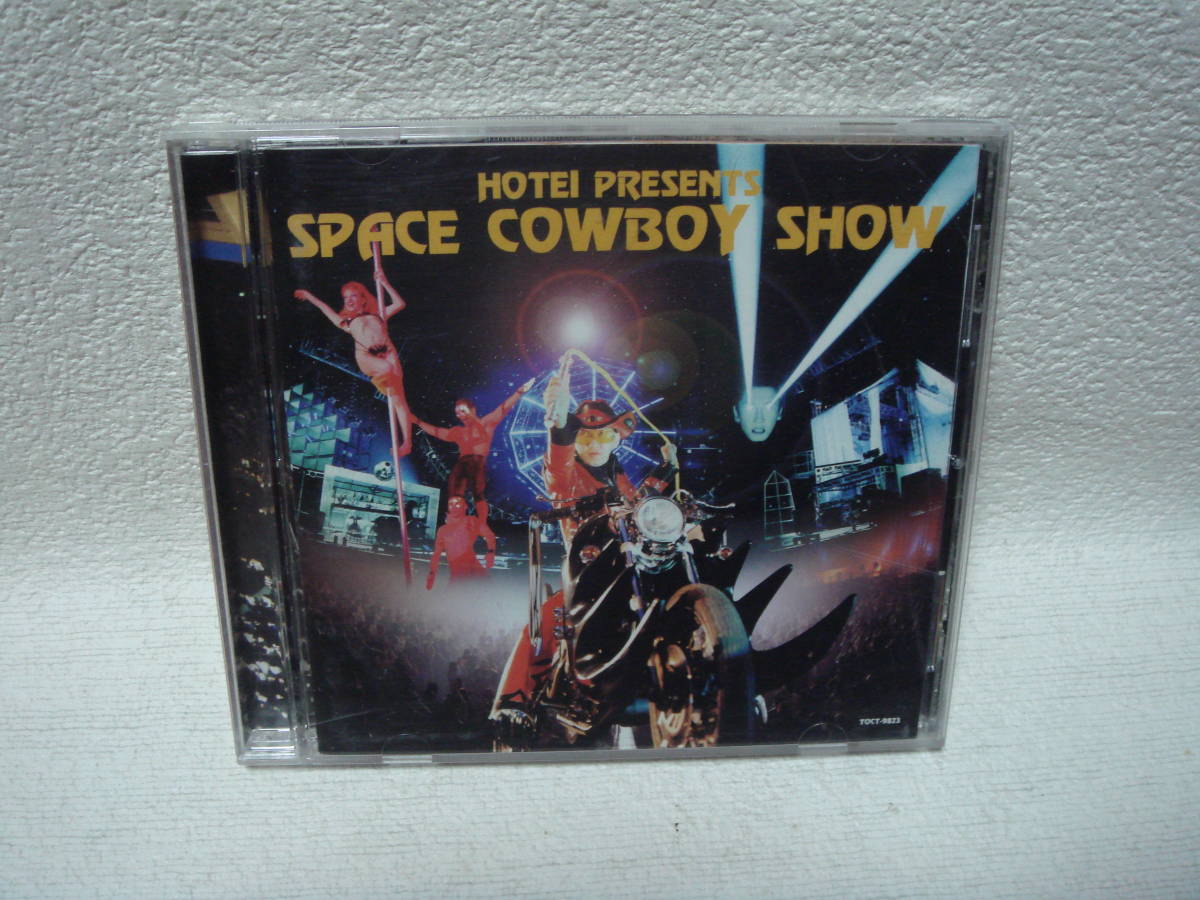 HOTEI PRESENTS
SPACE COWBOY SHOW
TOCT-9823